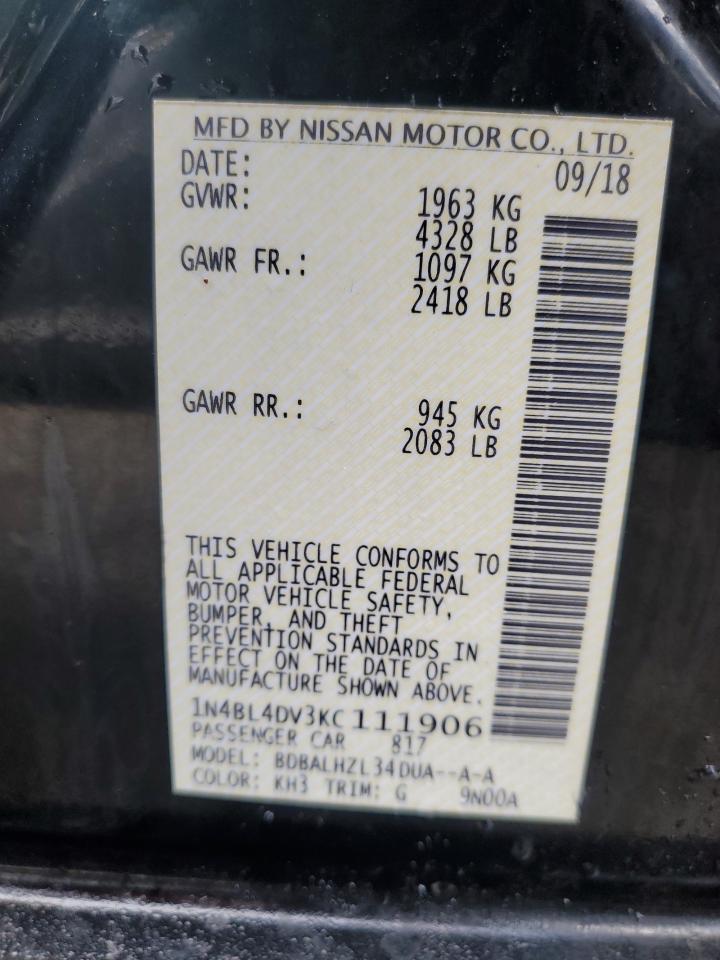 MFD BY NISSAN MOTOR CO., LTD.
DATE: 09/18
GVWR: 1963 KG
4328 LB
GAWR FR.: 1097 KG
2418 LB
GAWR RR.: 945 KG
2083 LB
THIS VEHICLE CONFORMS TO
ALL APPLICABLE FEDERAL
MOTOR VEHICLE SAFETY,
BUMPER, AND THEFT
PREVENTION STANDARDS IN
EFFECT ON THE DATE OF
MANUFACTURE SHOWN ABOVE.
1N4BL4DV3KC111906
PASSENGER CAR 817
MODEL: BDBALHZL34DUA--A-A
COLOR: KH3 TRIM: G 9N00A